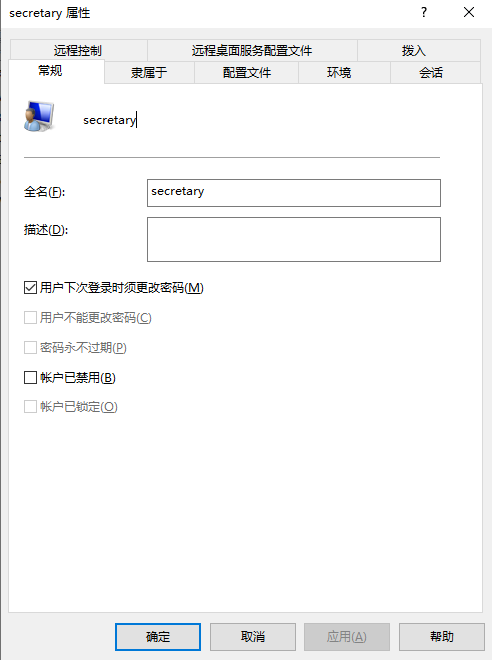 secretary 属性
?
远程控制
远程桌面服务配置文件
拨入
常规
隶属于
配置文件
环境
会话
secretary
全名(F):
secretary
描述(D):
用户下次登录时须更改密码(M)
用户不能更改密码(C)
密码永不过期(P)
帐户已禁用(B)
帐户已锁定(O)
确定
取消
应用(A)
帮助